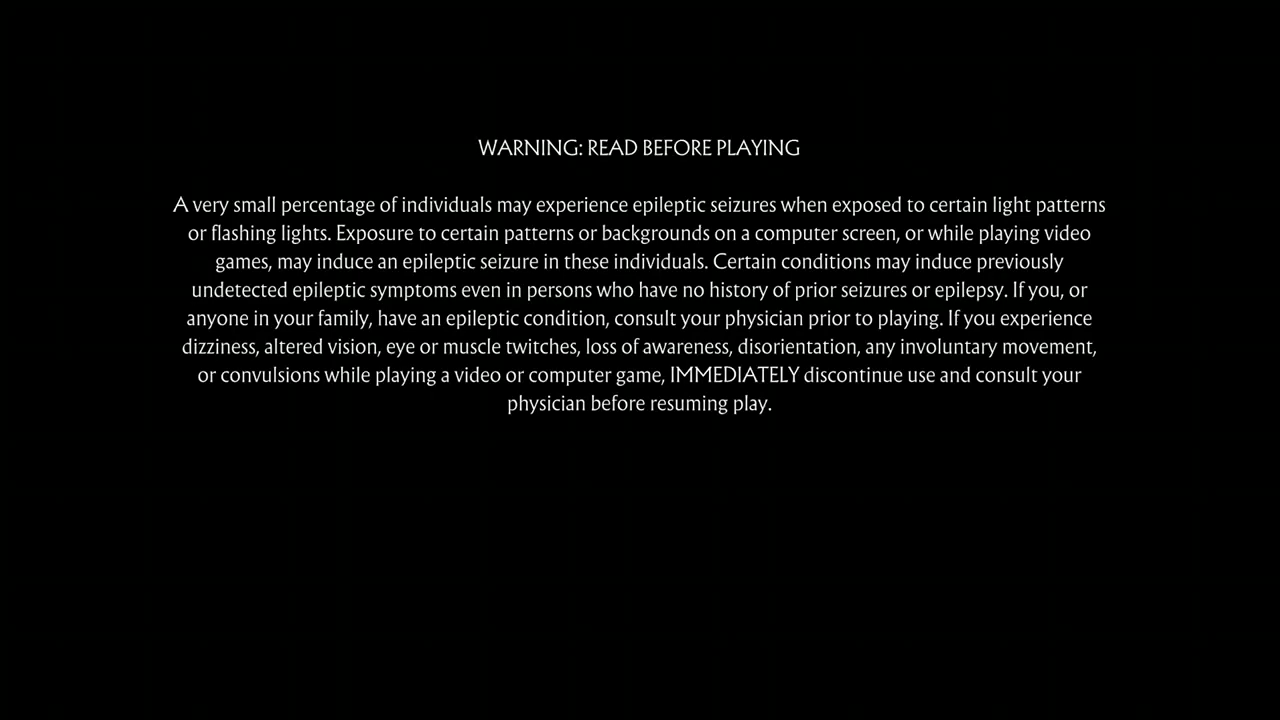 WARNING: READ BEFORE PLAYING
A very small percentage of individuals may experience epileptic seizures when exposed to certain light patterns
or flashing lights. Exposure to certain patterns or backgrounds on a computer screen, or while playing video
games, may induce an epileptic seizure in these individuals. Certain conditions may induce previously
undetected epileptic symptoms even in persons who have no history of prior seizures or epilepsy. If you, or
anyone in your family, have an epileptic condition, consult your physician prior to playing. If you experience
dizziness, altered vision, eye or muscle twitches, loss of awareness, disorientation, any involuntary movement,
or convulsions while playing a video or computer game, IMMEDIATELY discontinue use and consult your
physician before resuming play.